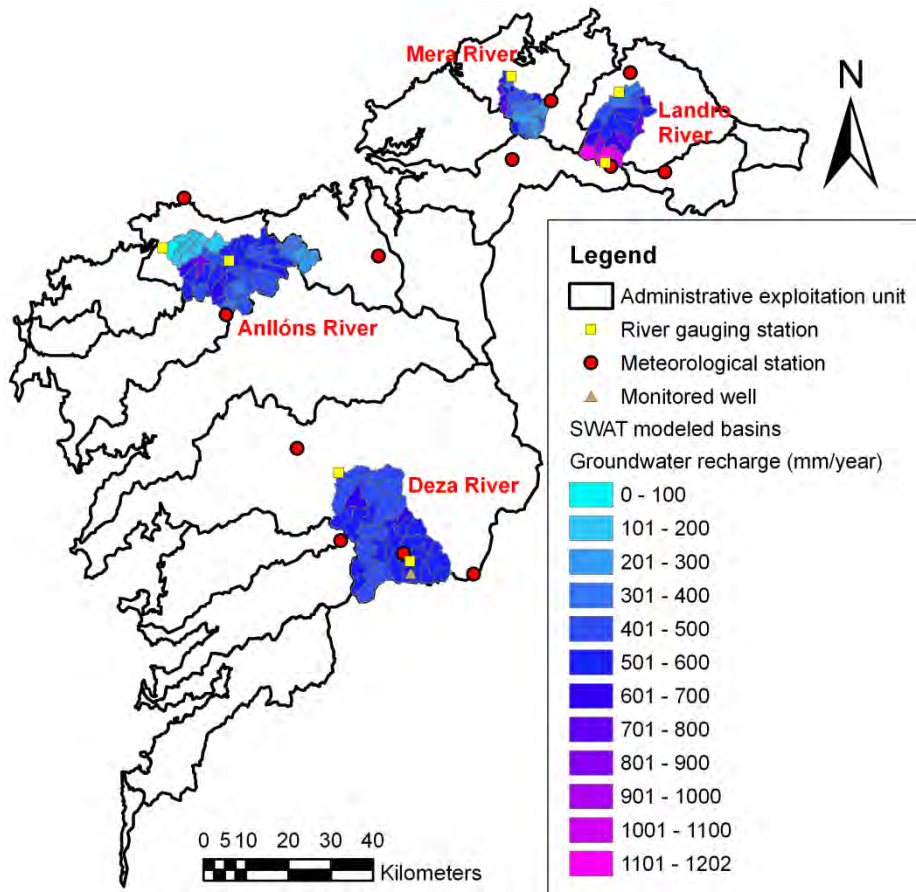 Mera River
N
Landro
River
Anllóns River
Deza River
Legend
Administrative exploitation unit
River gauging station
Meteorological station
Monitored well
SWAT modeled basins
Groundwater recharge (mm/year)
0 - 100
101 - 200
201 - 300
301 - 400
401 - 500
501 - 600
601 - 700
701 - 800
801 - 900
901 - 1000
1001 - 1100
1101 - 1202
0 5 10 20 30 40
Kilometers